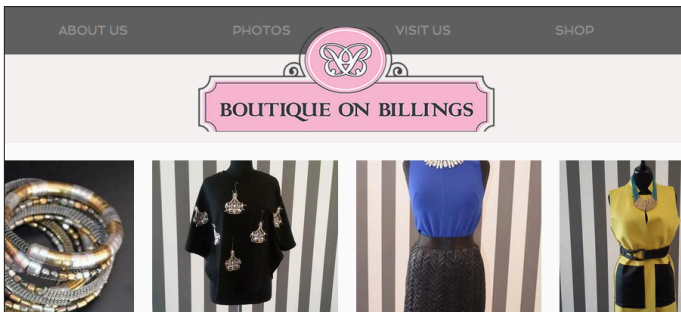 ABOUT US PHOTOS VISIT US SHOP
BOUTIQUE ON BILLINGS